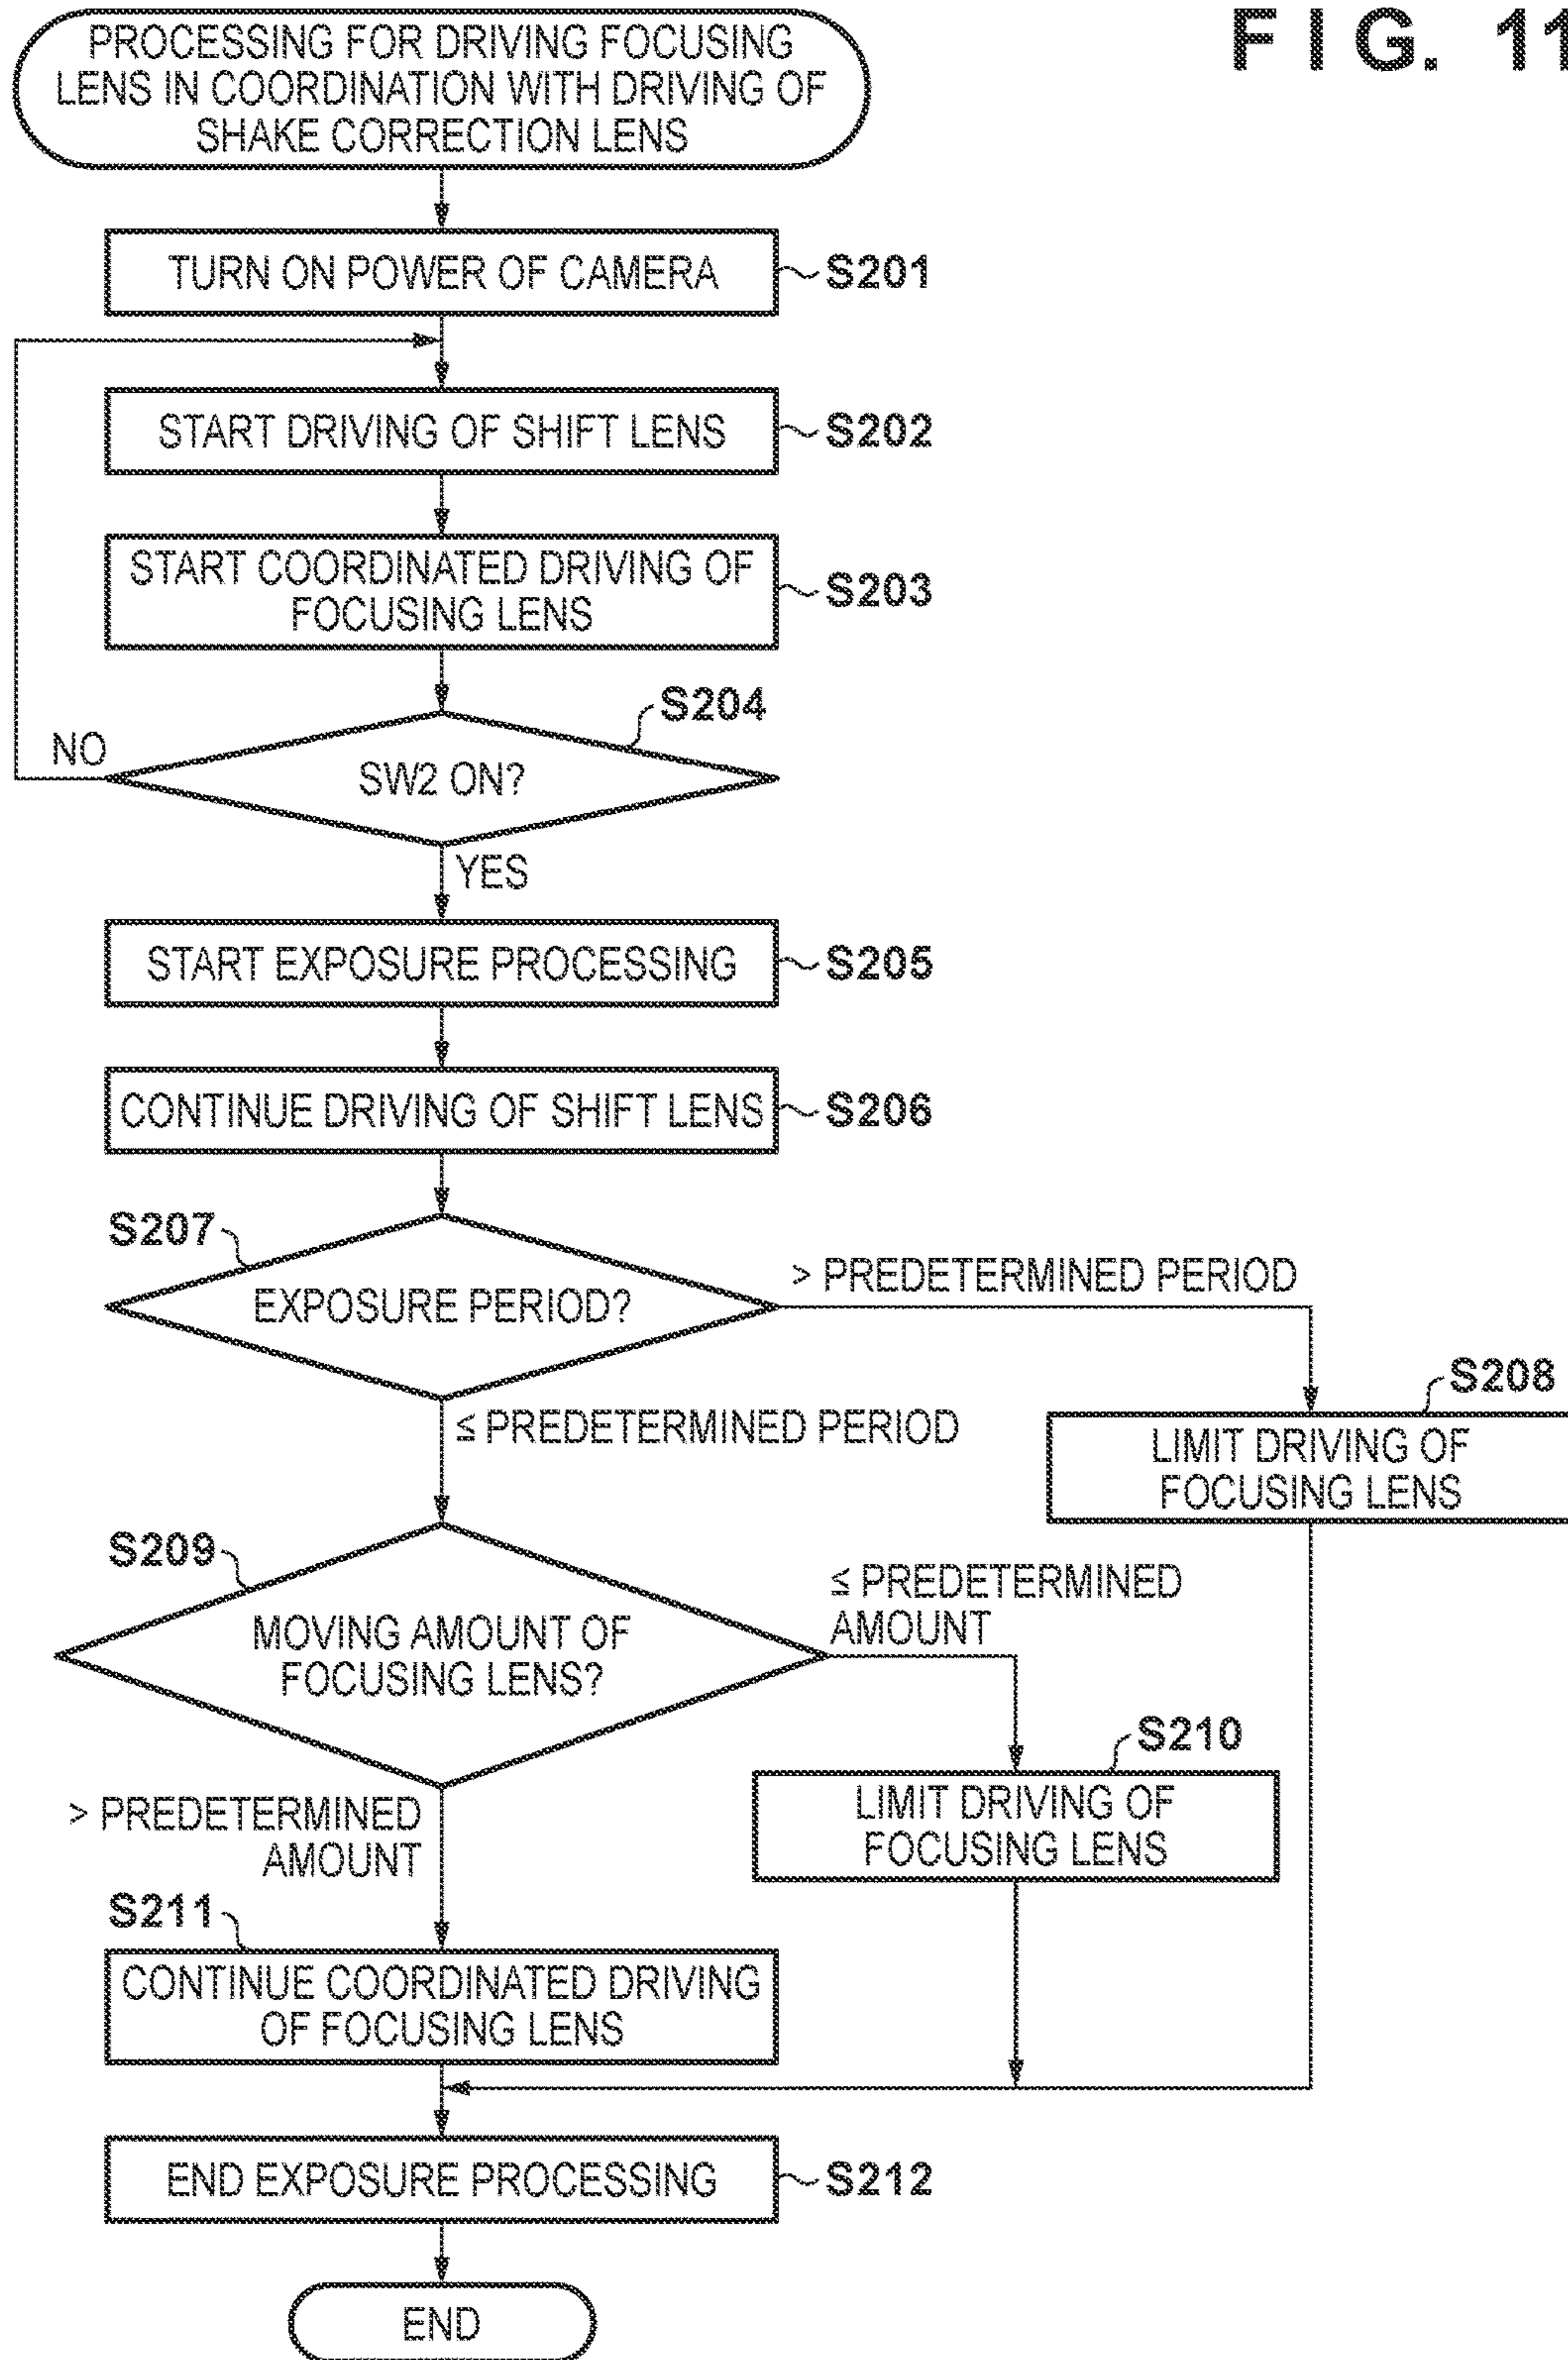 FIG. 11
PROCESSING FOR DRIVING FOCUSING
LENS IN COORDINATION WITH DRIVING OF
SHAKE CORRECTION LENS
TURN ON POWER OF CAMERA
S201
START DRIVING OF SHIFT LENS
S202
START COORDINATED DRIVING OF
FOCUSING LENS
S203
S204
NO
SW2 ON?
YES
START EXPOSURE PROCESSING
S205
CONTINUE DRIVING OF SHIFT LENS
S206
S207
EXPOSURE PERIOD?
> PREDETERMINED PERIOD
≦ PREDETERMINED PERIOD
S208
LIMIT DRIVING OF
FOCUSING LENS
S209
MOVING AMOUNT OF
FOCUSING LENS?
≦ PREDETERMINED
AMOUNT
S210
LIMIT DRIVING OF
FOCUSING LENS
> PREDETERMINED
AMOUNT
S211
CONTINUE COORDINATED DRIVING
OF FOCUSING LENS
END EXPOSURE PROCESSING
S212
END